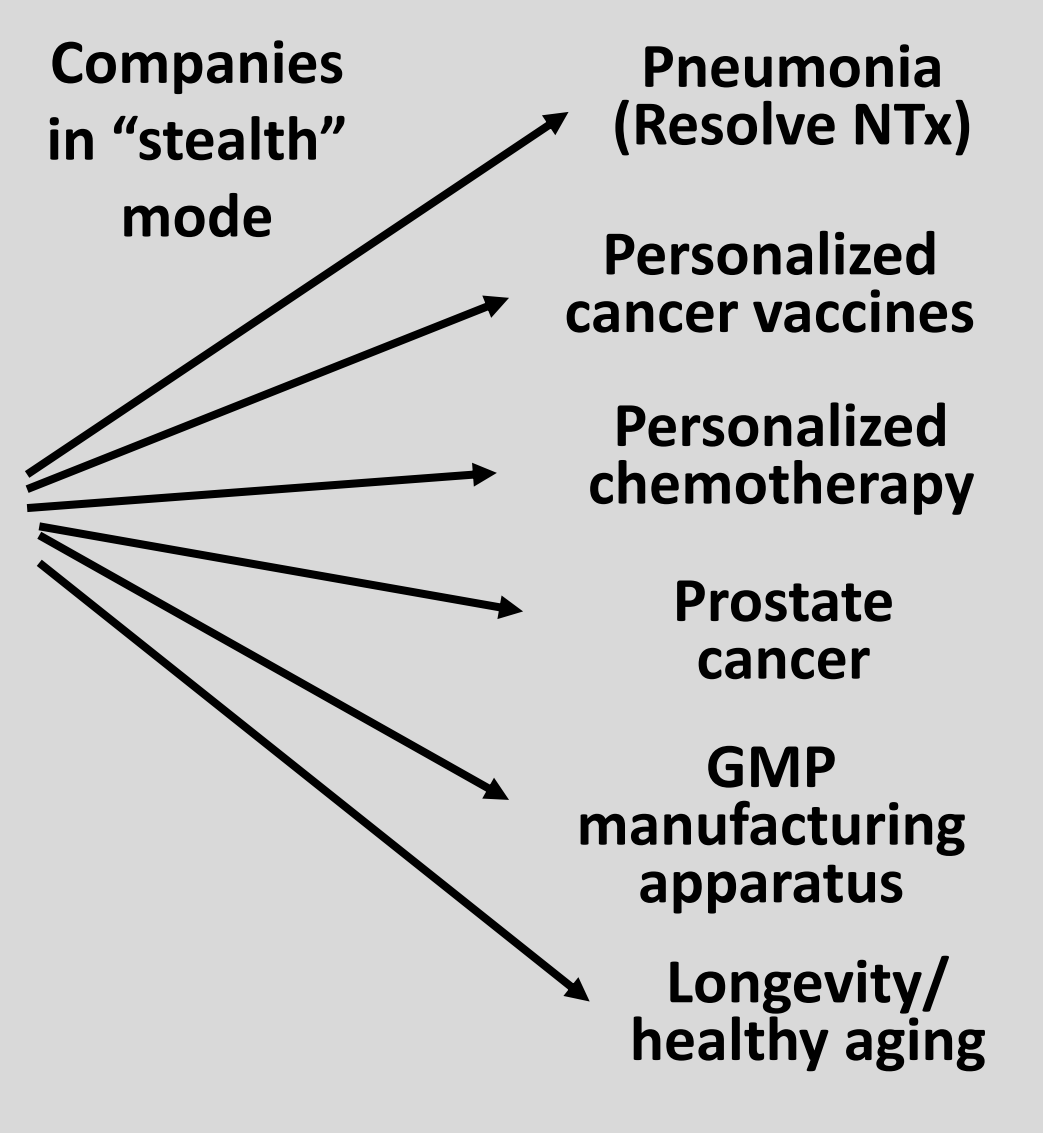 Companies
in “stealth”
mode
Pneumonia
(Resolve NTx)
Personalized
cancer vaccines
Personalized
chemotherapy
Prostate
cancer
GMP
manufacturing
apparatus
Longevity/
healthy aging